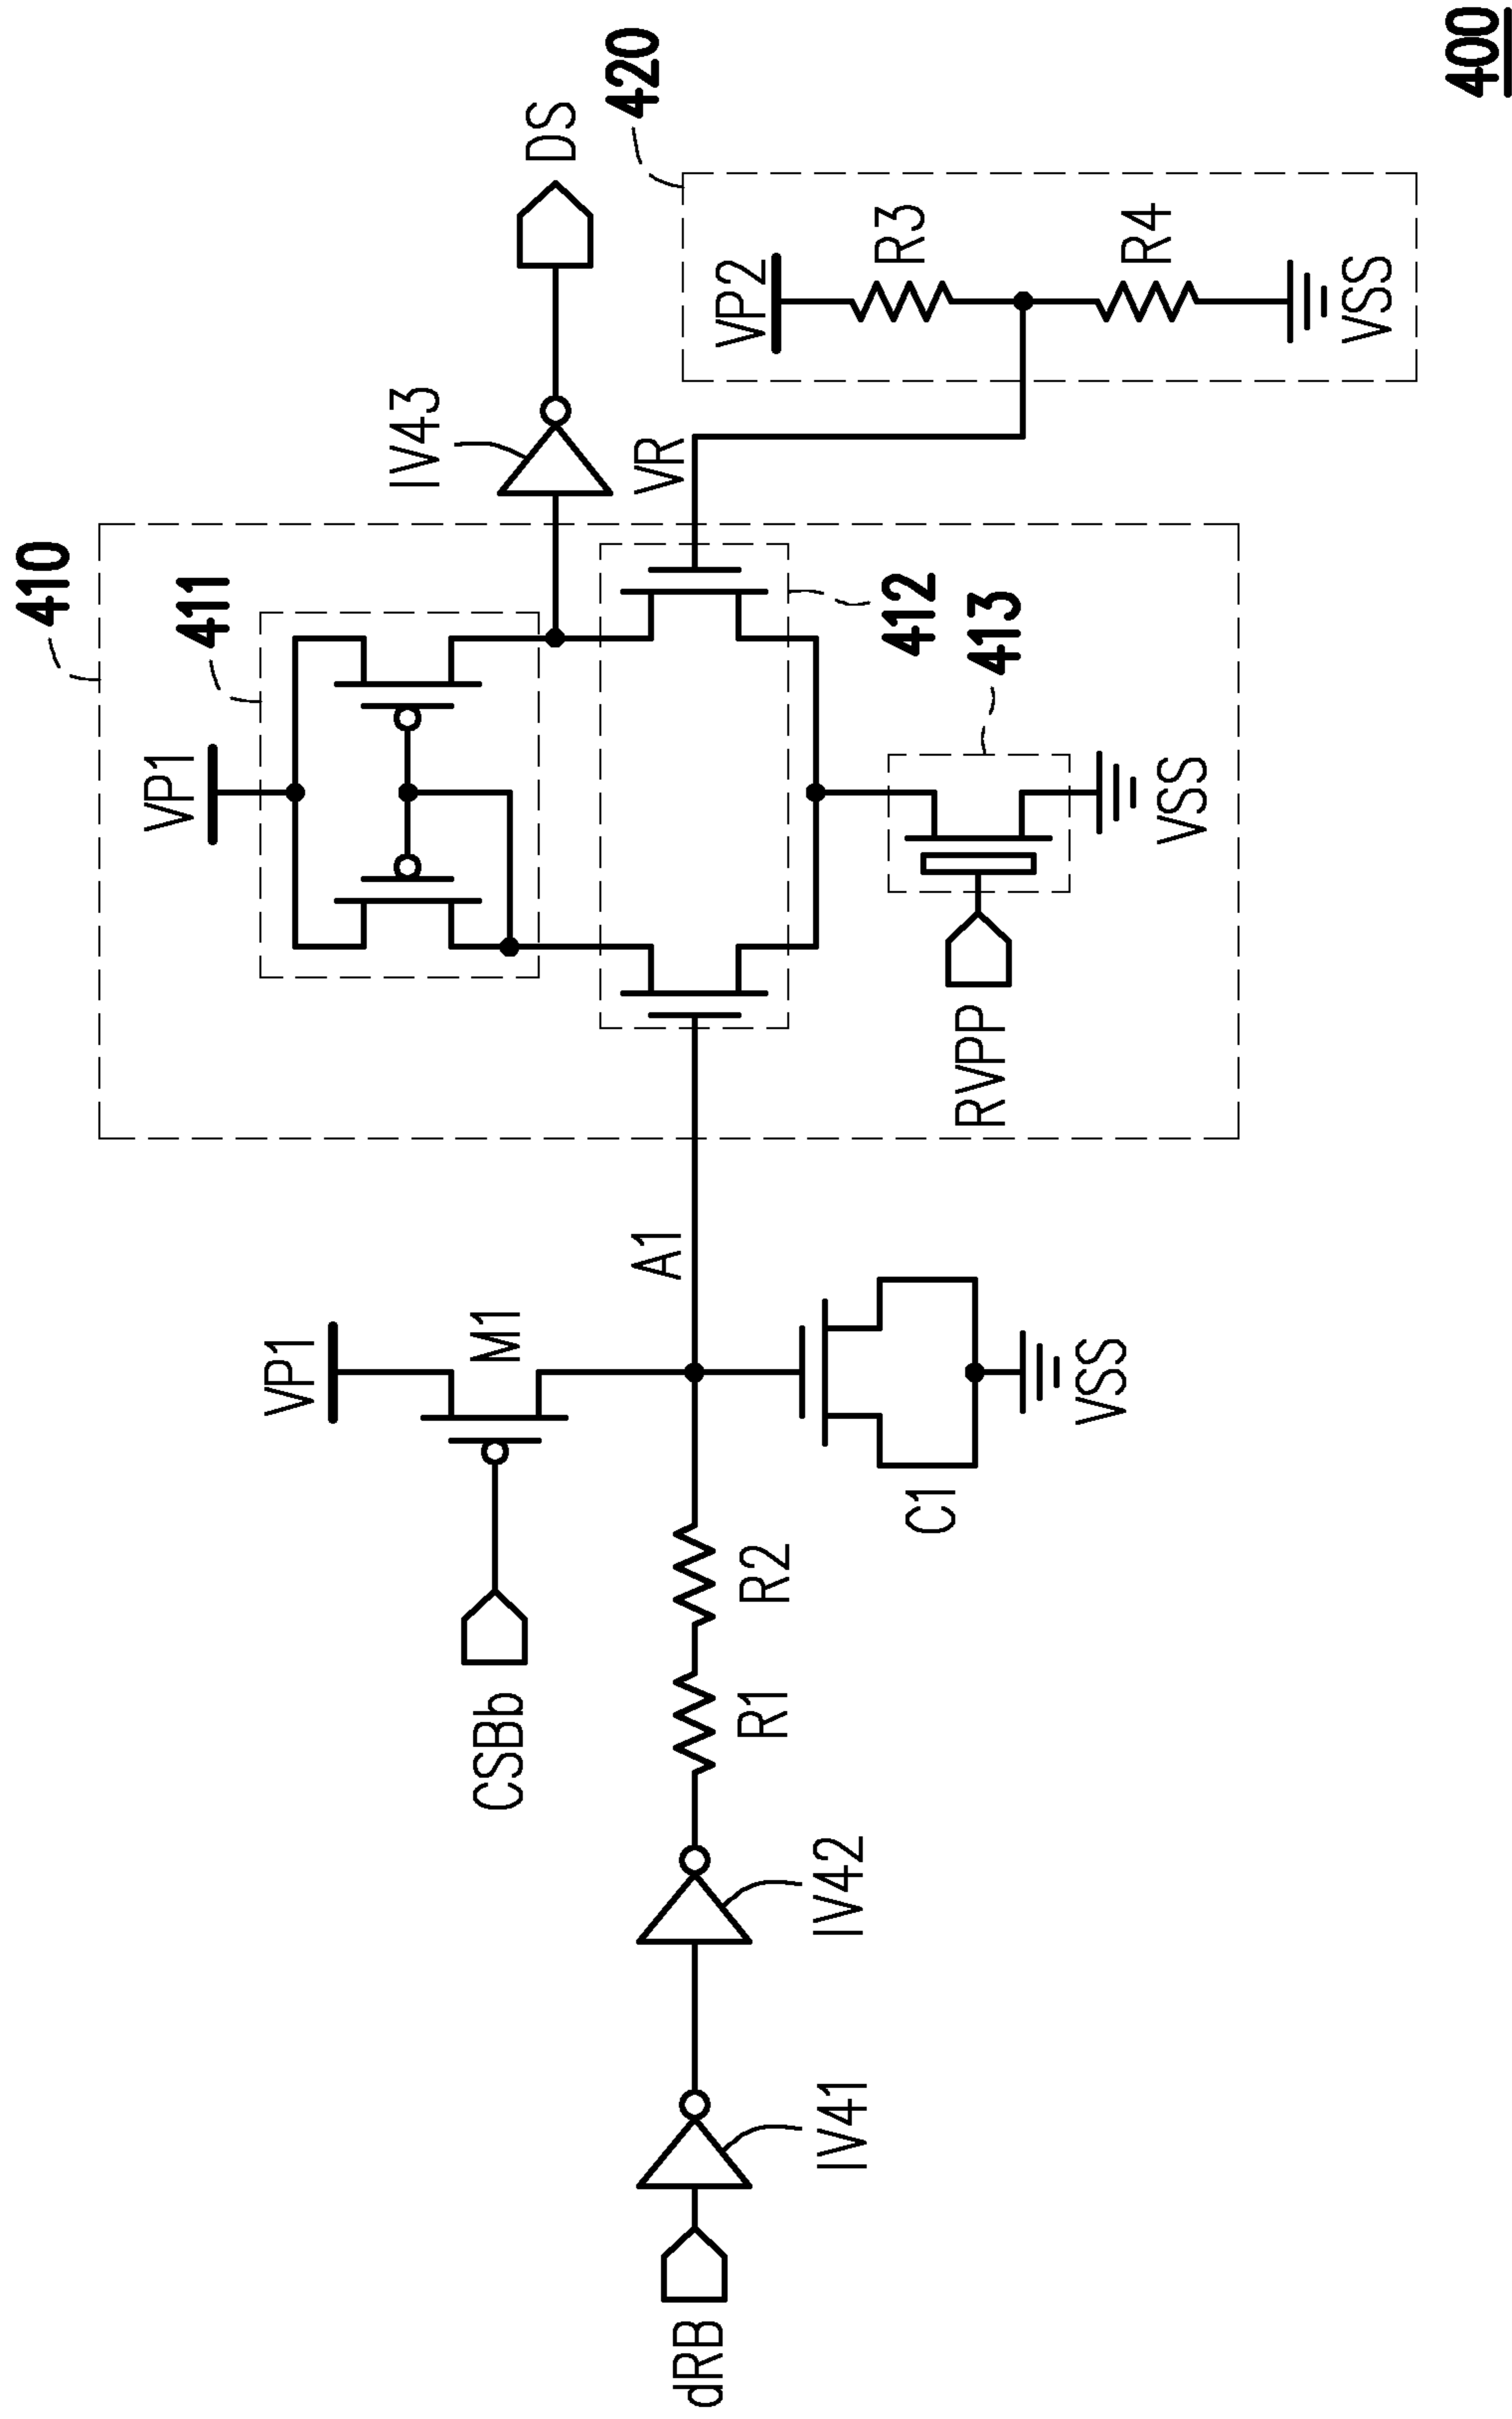 410
411
VP1
IV43
DS
420
VP1
M1
CSBb
A1
VR
VP2
R3
R4
VSS
412
413
RVPP
VSS
dRB
IV41
IV42
R1
R2
C1
VSS
400